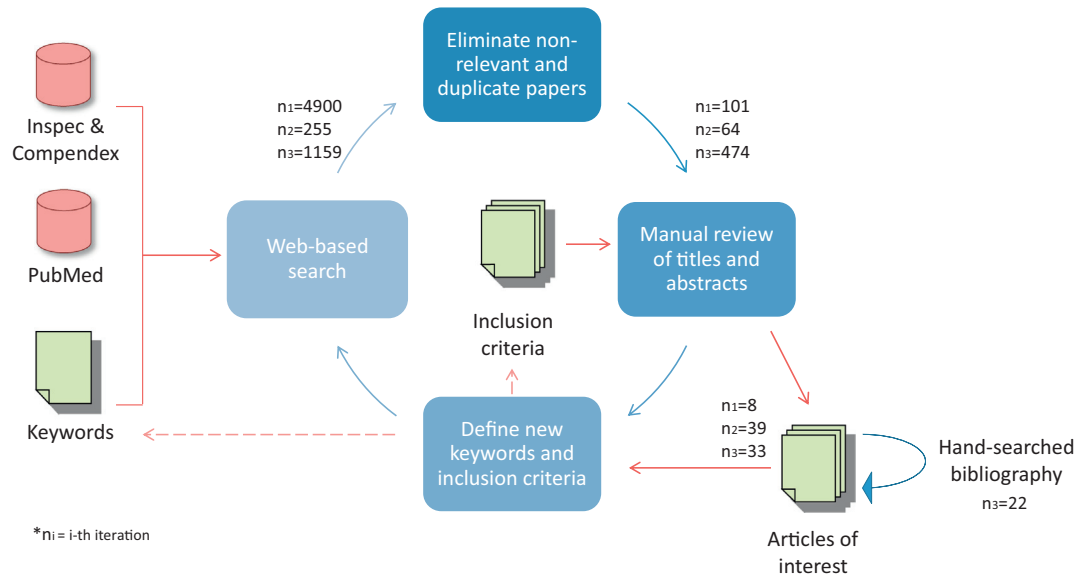 Eliminate non-
relevant and
duplicate papers
Inspec &
Compendex
n₁=4900
n₂=255
n₃=1159
n₁=101
n₂=64
n₃=474
PubMed
Web-based
search
Manual review
of titles and
abstracts
Inclusion
criteria
Keywords
Define new
keywords and
inclusion criteria
n₁=8
n₂=39
n₃=33
Hand-searched
bibliography
n₃=22
Articles of
interest
*nᵢ = i-th iteration